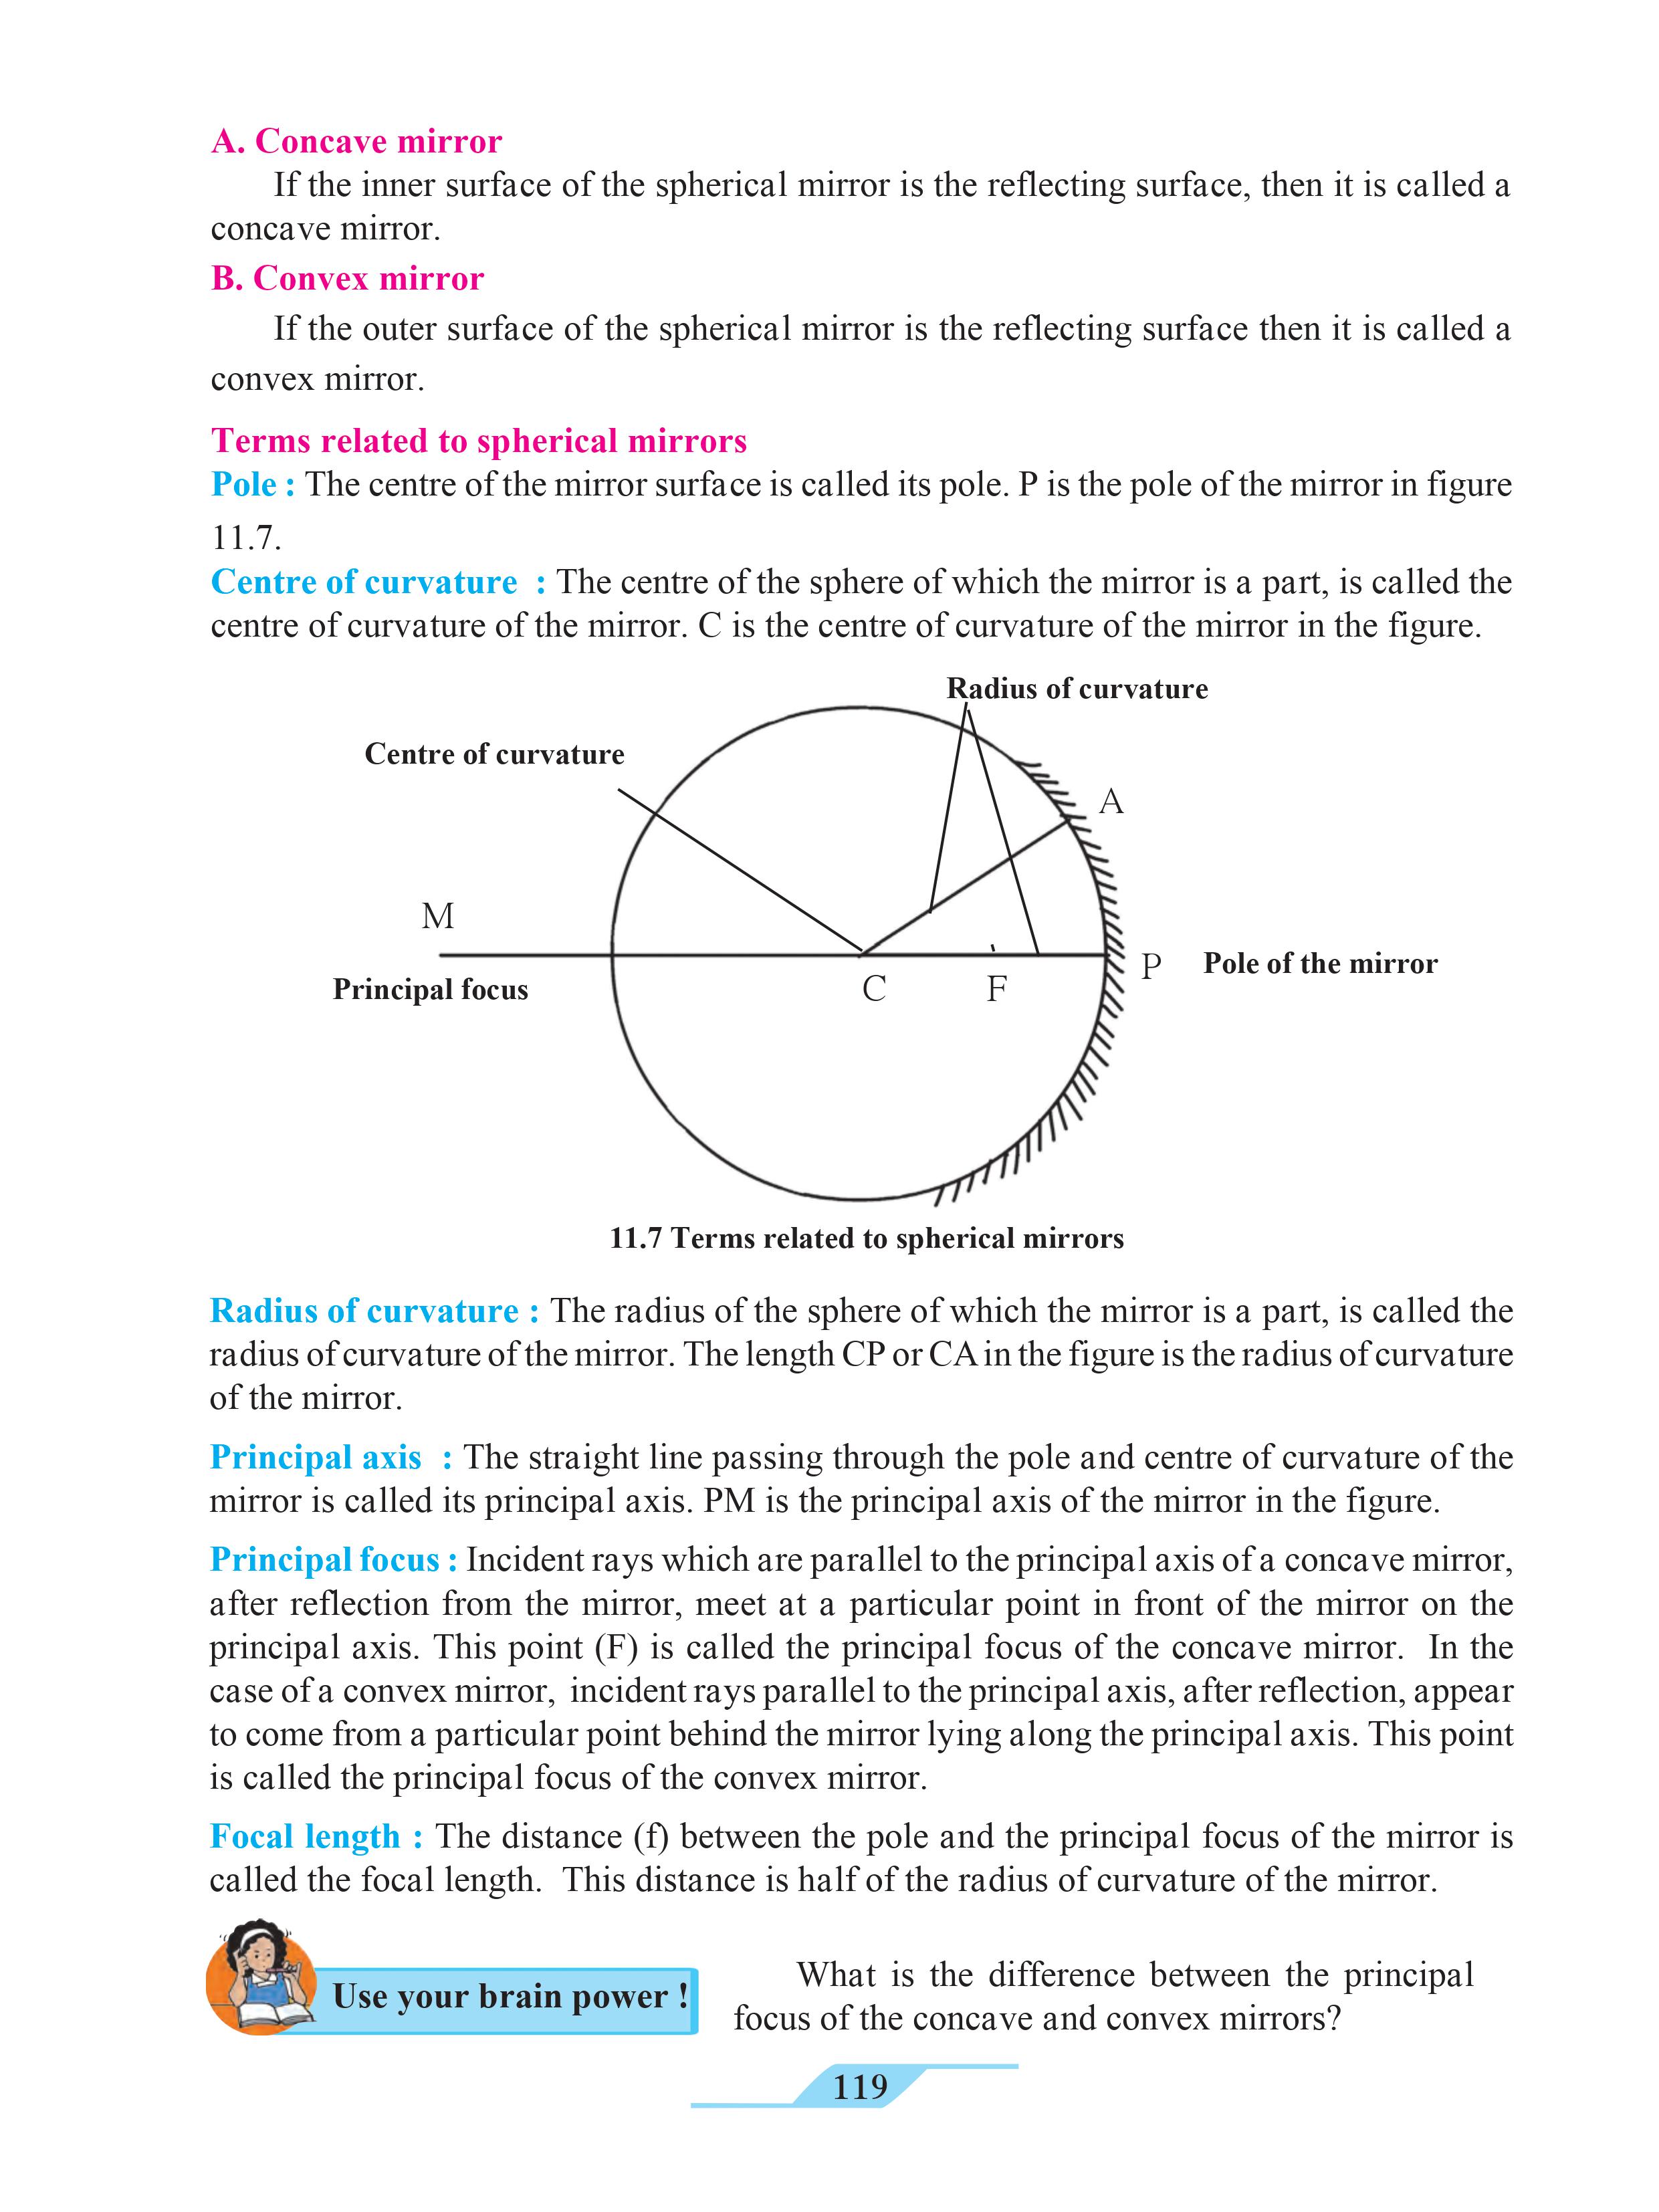 A. Concave mirror
If the inner surface of the spherical mirror is the reflecting surface, then it is called a
concave mirror.
B. Convex mirror
If the outer surface of the spherical mirror is the reflecting surface then it is called a
convex mirror.
Terms related to spherical mirrors
Pole : The centre of the mirror surface is called its pole. P is the pole of the mirror in figure
11.7.
Centre of curvature : The centre of the sphere of which the mirror is a part, is called the
centre of curvature of the mirror. C is the centre of curvature of the mirror in the figure.
Radius of curvature
Centre of curvature
A
M
P Pole of the mirror
Principal focus
C F
11.7 Terms related to spherical mirrors
Radius of curvature : The radius of the sphere of which the mirror is a part, is called the
radius of curvature of the mirror. The length CP or CA in the figure is the radius of curvature
of the mirror.
Principal axis : The straight line passing through the pole and centre of curvature of the
mirror is called its principal axis. PM is the principal axis of the mirror in the figure.
Principal focus : Incident rays which are parallel to the principal axis of a concave mirror,
after reflection from the mirror, meet at a particular point in front of the mirror on the
principal axis. This point (F) is called the principal focus of the concave mirror. In the
case of a convex mirror, incident rays parallel to the principal axis, after reflection, appear
to come from a particular point behind the mirror lying along the principal axis. This point
is called the principal focus of the convex mirror.
Focal length : The distance (f) between the pole and the principal focus of the mirror is
called the focal length. This distance is half of the radius of curvature of the mirror.
Use your brain power !
What is the difference between the principal
focus of the concave and convex mirrors?
119